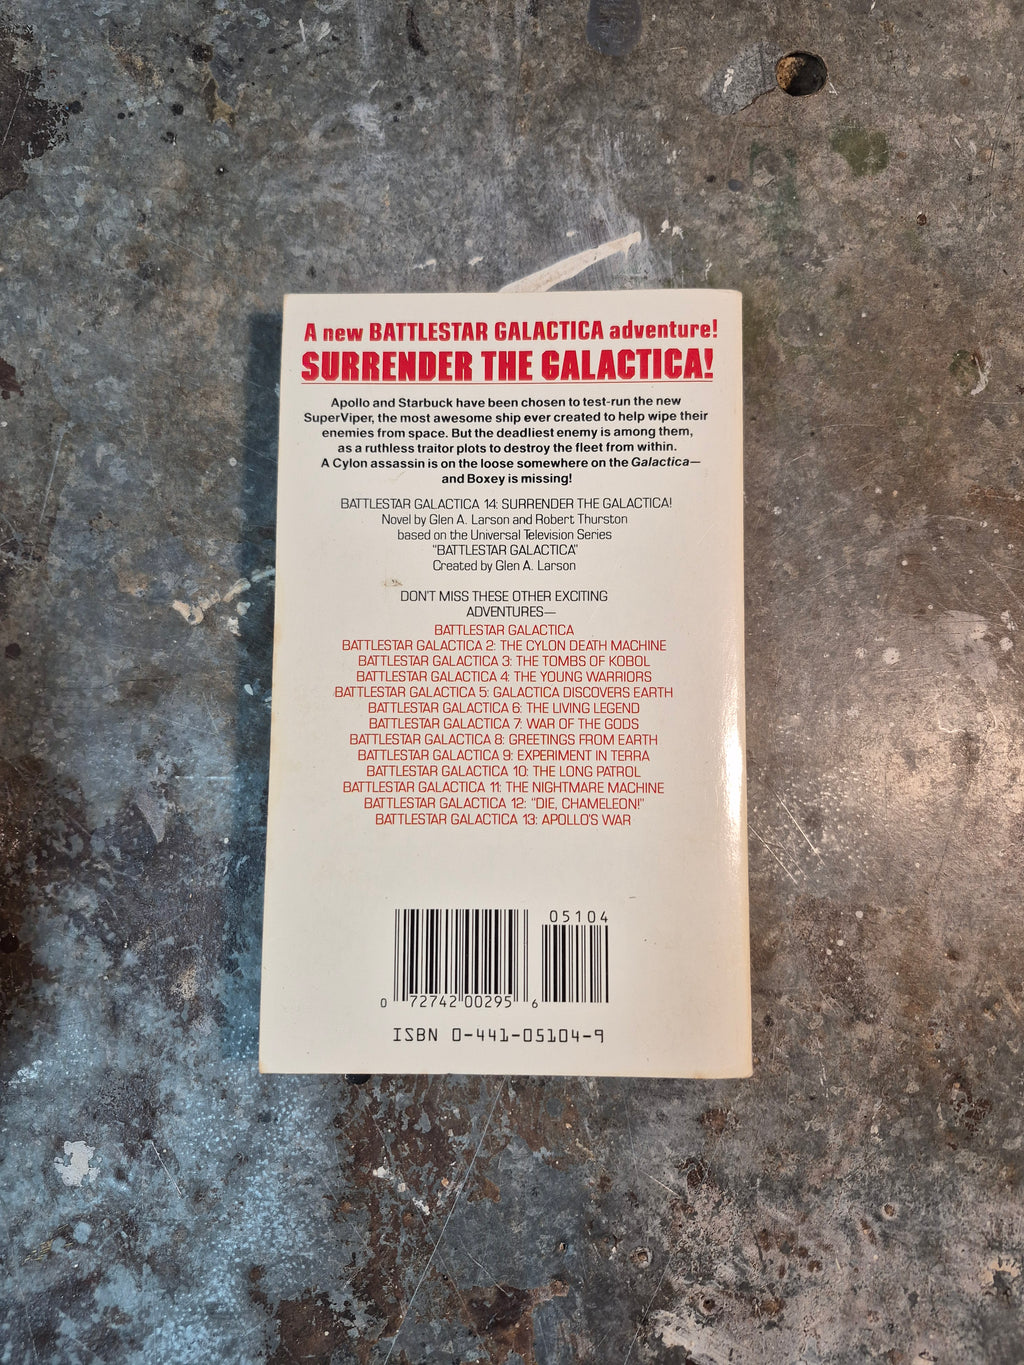 A new BATTLESTAR GALACTICA adventure!
SURRENDER THE GALACTICA!
Apollo and Starbuck have been chosen to test-run the new
SuperViper, the most awesome ship ever created to help wipe their
enemies from space. But the deadliest enemy is among them,
as a ruthless traitor plots to destroy the fleet from within.
A Cylon assassin is on the loose somewhere on the Galactica—
and Boxey is missing!
BATTLESTAR GALACTICA 14: SURRENDER THE GALACTICA!
Novel by Glen A. Larson and Robert Thurston
based on the Universal Television Series
"BATTLESTAR GALACTICA"
Created by Glen A. Larson
DON'T MISS THESE OTHER EXCITING
ADVENTURES—
BATTLESTAR GALACTICA
BATTLESTAR GALACTICA 2: THE CYLON DEATH MACHINE
BATTLESTAR GALACTICA 3: THE TOMBS OF KOBOL
BATTLESTAR GALACTICA 4: THE YOUNG WARRIORS
BATTLESTAR GALACTICA 5: GALACTICA DISCOVERS EARTH
BATTLESTAR GALACTICA 6: THE LIVING LEGEND
BATTLESTAR GALACTICA 7: WAR OF THE GODS
BATTLESTAR GALACTICA 8: GREETINGS FROM EARTH
BATTLESTAR GALACTICA 9: EXPERIMENT IN TERRA
BATTLESTAR GALACTICA 10: THE LONG PATROL
BATTLESTAR GALACTICA 11: THE NIGHTMARE MACHINE
BATTLESTAR GALACTICA 12: "DIE, CHAMELEON!"
BATTLESTAR GALACTICA 13: APOLLO'S WAR
05104
0 72742 00295 6
ISBN 0-441-05104-9